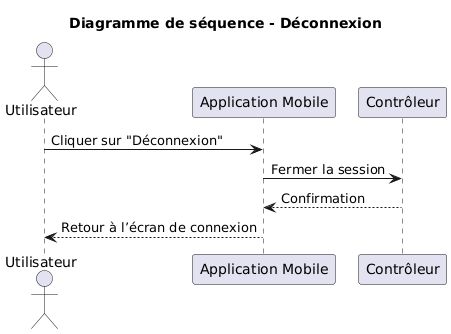 Diagramme de séquence - Déconnexion
Utilisateur
Application Mobile
Contrôleur
Cliquer sur "Déconnexion"
Fermer la session
Confirmation
Retour à l’écran de connexion
Utilisateur
Application Mobile
Contrôleur